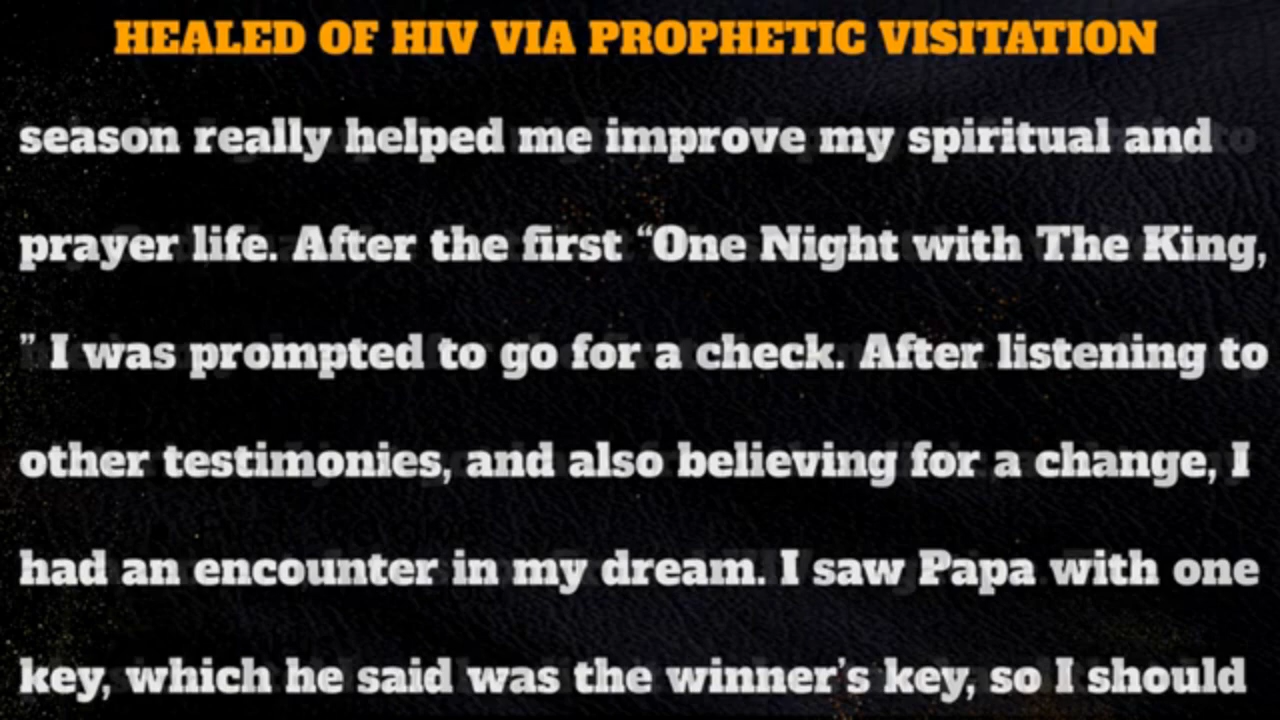 HEALED OF HIV VIA PROPHETIC VISITATION
season really helped me improve my spiritual and
prayer life. After the first “One Night with The King,
” I was prompted to go for a check. After listening to
other testimonies, and also believing for a change, I
had an encounter in my dream. I saw Papa with one
key, which he said was the winner’s key, so I should